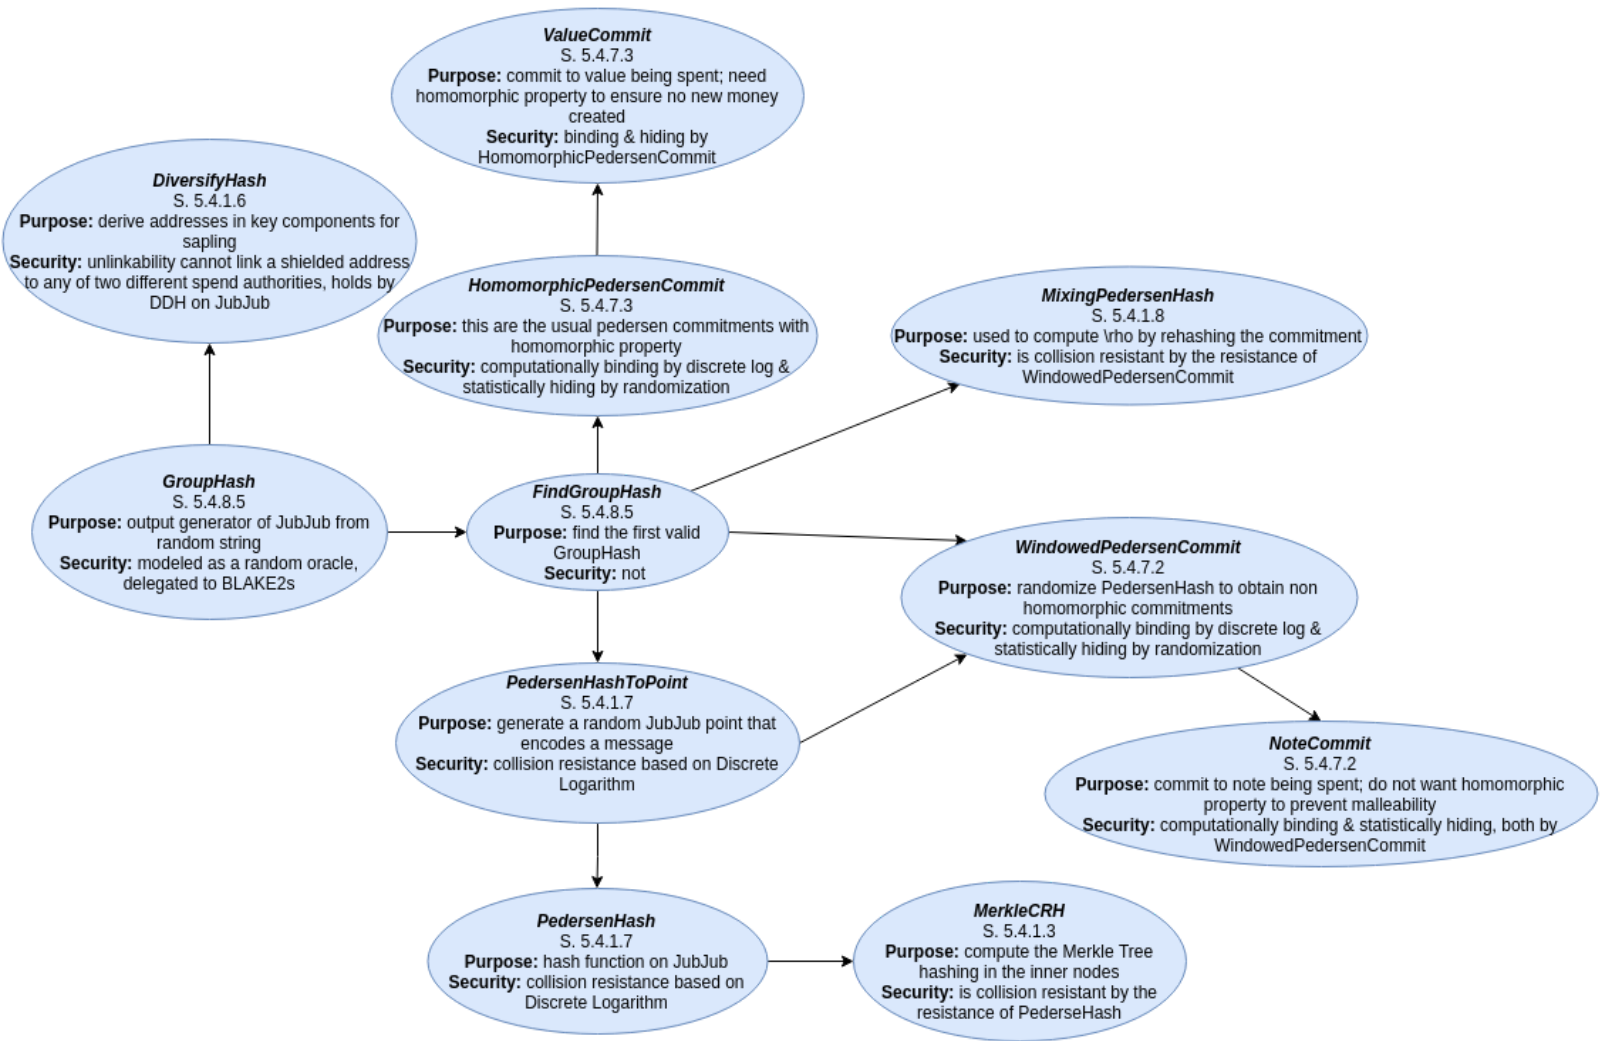 ValueCommit
S. 5.4.7.3
Purpose: commit to value being spent; need
homomorphic property to ensure no new money
created
Security: binding & hiding by
HomomorphicPedersenCommit
DiversifyHash
S. 5.4.1.6
Purpose: derive addresses in key components for
sapling
Security: unlinkability cannot link a shielded address
to any of two different spend authorities, holds by
DDH on JubJub
HomomorphicPedersenCommit
S. 5.4.7.3
Purpose: this are the usual pedersen commitments with
homomorphic property
Security: computationally binding by discrete log &
statistically hiding by randomization
MixingPedersenHash
S. 5.4.1.8
Purpose: used to compute \rho by rehashing the commitment
Security: is collision resistant by the resistance of
WindowedPedersenCommit
GroupHash
S. 5.4.8.5
Purpose: output generator of JubJub from
random string
Security: modeled as a random oracle,
delegated to BLAKE2s
FindGroupHash
S. 5.4.8.5
Purpose: find the first valid
GroupHash
Security: not
WindowedPedersenCommit
S. 5.4.7.2
Purpose: randomize PedersenHash to obtain non
homomorphic commitments
Security: computationally binding by discrete log &
statistically hiding by randomization
PedersenHashToPoint
S. 5.4.1.7
Purpose: generate a random JubJub point that
encodes a message
Security: collision resistance based on Discrete
Logarithm
NoteCommit
S. 5.4.7.2
Purpose: commit to note being spent; do not want homomorphic
property to prevent malleability
Security: computationally binding & statistically hiding, both by
WindowedPedersenCommit
PedersenHash
S. 5.4.1.7
Purpose: hash function on JubJub
Security: collision resistance based on
Discrete Logarithm
MerkleCRH
S. 5.4.1.3
Purpose: compute the Merkle Tree
hashing in the inner nodes
Security: is collision resistant by the
resistance of PederseHash